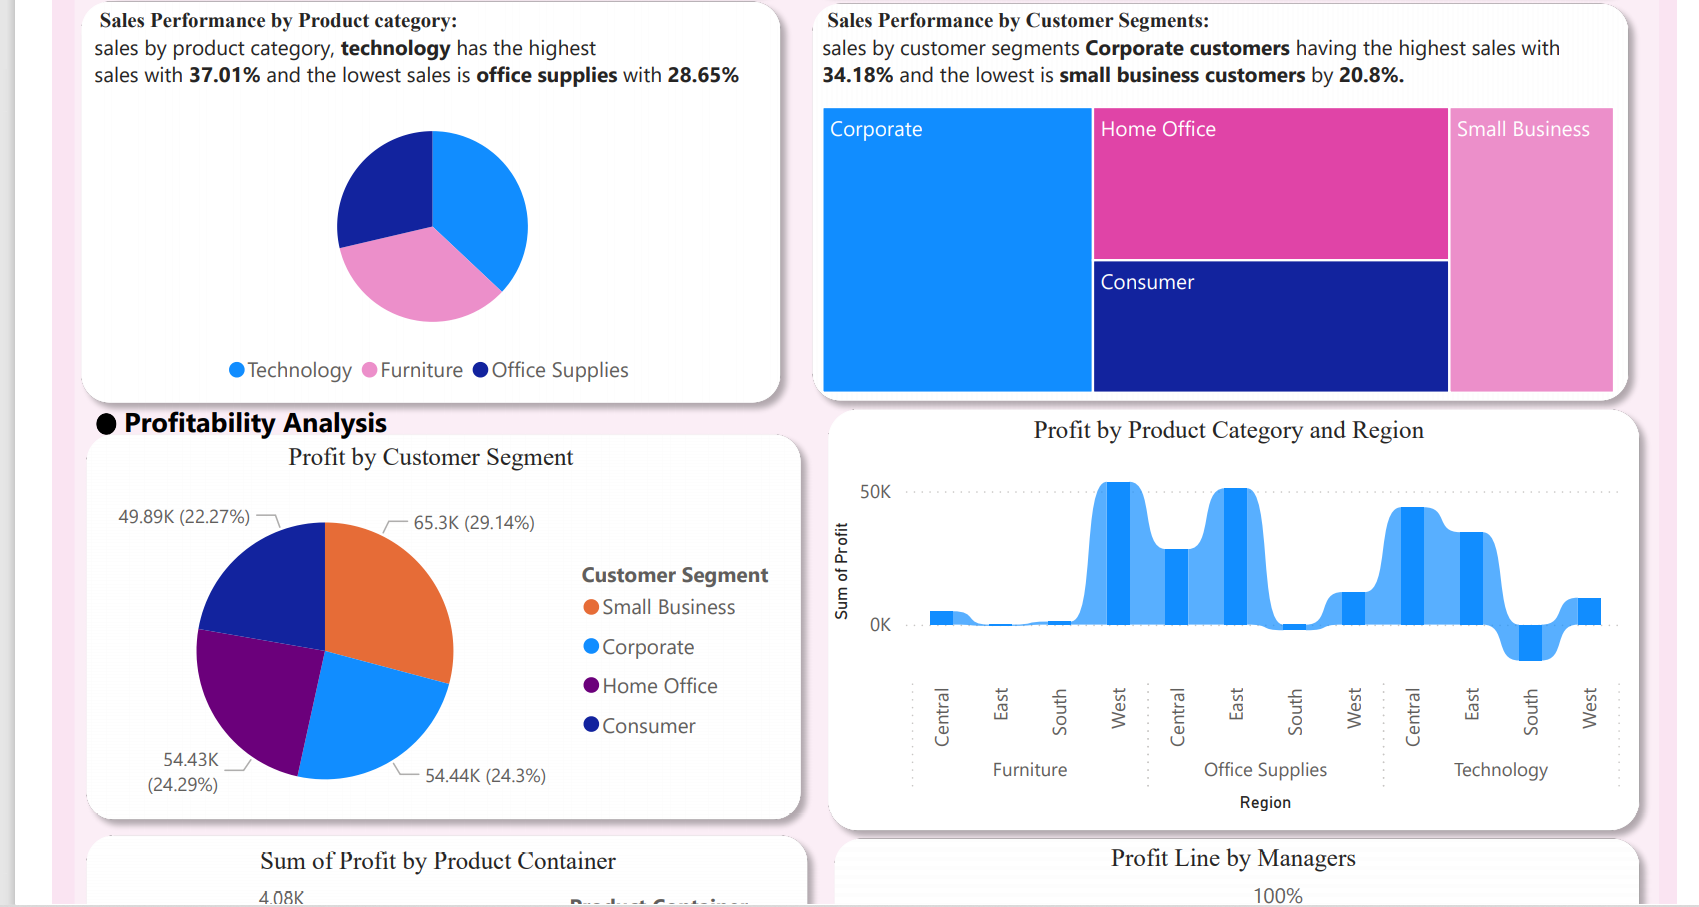 Sales Performance by Product category:
sales by product category, technology has the highest
sales with 37.01% and the lowest sales is office supplies with 28.65%
Technology Furniture Office Supplies
Sales Performance by Customer Segments:
sales by customer segments Corporate customers having the highest sales with
34.18% and the lowest is small business customers by 20.8%.
Corporate
Home Office
Small Business
Consumer
Profitability Analysis
Profit by Customer Segment
49.89K (22.27%)
65.3K (29.14%)
54.43K
(24.29%)
54.44K (24.3%)
Customer Segment
Small Business
Corporate
Home Office
Consumer
Profit by Product Category and Region
Sum of Profit
50K
0K
Central
East
South
West
Central
East
South
West
Central
East
South
West
Furniture
Office Supplies
Technology
Region
Sum of Profit by Product Container
4.08K
Product Container
Profit Line by Managers
100%